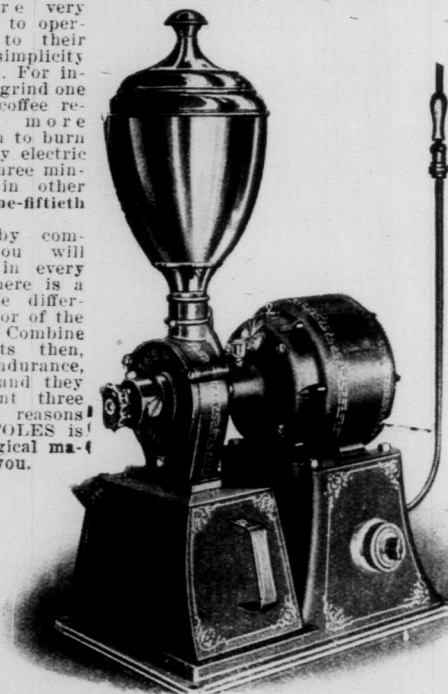 re very
to oper-
to their
simplicity
. For in-
grind one
coffee re-
more
n to burn
y electric
hree min-
in other
ne-fiftieth
by com-
ou will
in every
here is a
e differ-
or of the
Combine
ts then,
ndurance,
and they
nt three
reasons
OLES is
gical ma-
you.